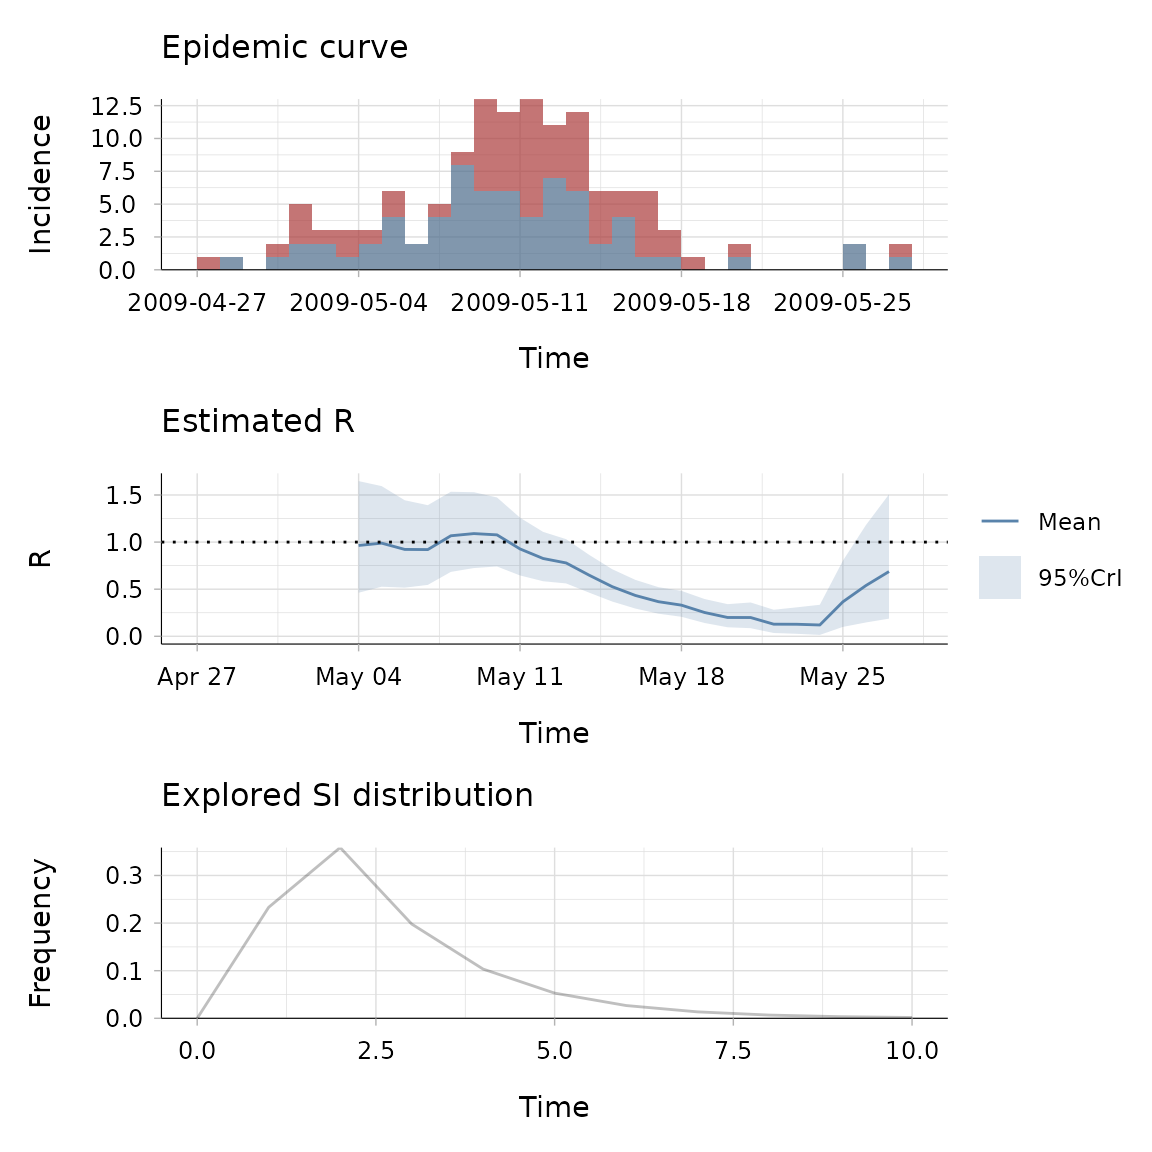 Epidemic curve
Incidence
12.5
10.0
7.5
5.0
2.5
0.0
2009-04-27 2009-05-04 2009-05-11 2009-05-18 2009-05-25
Time
Estimated R
R
1.5
1.0
0.5
0.0
Apr 27 May 04 May 11 May 18 May 25
Time
Mean
95%CrI
Explored SI distribution
Frequency
0.3
0.2
0.1
0.0
0.0 2.5 5.0 7.5 10.0
Time